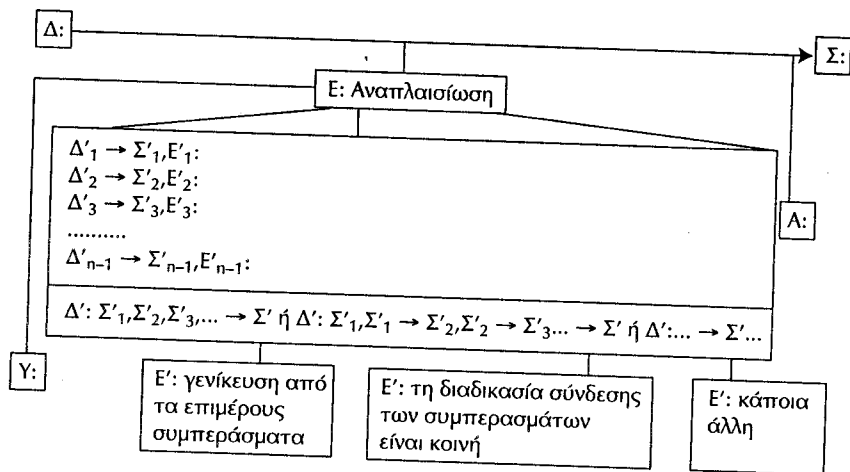 Δ:
Σ:
Ε: Αναπλαισίωση
Δ'₁ → Σ'₁,Ε'₁:
Δ'₂ → Σ'₂,Ε'₂:
Δ'₃ → Σ'₃,Ε'₃:
..........
Δ'ₙ₋₁ → Σ'ₙ₋₁,Ε'ₙ₋₁:
Α:
Δ': Σ'₁,Σ'₂,Σ'₃,... → Σ' ή Δ': Σ'₁,Σ'₁ → Σ'₂,Σ'₂ → Σ'₃... → Σ' ή Δ':... → Σ'...
Υ:
Ε': γενίκευση από
τα επιμέρους
συμπεράσματα
Ε': τη διαδικασία σύνδεσης
των συμπερασμάτων
είναι κοινή
Ε': κάποια
άλλη